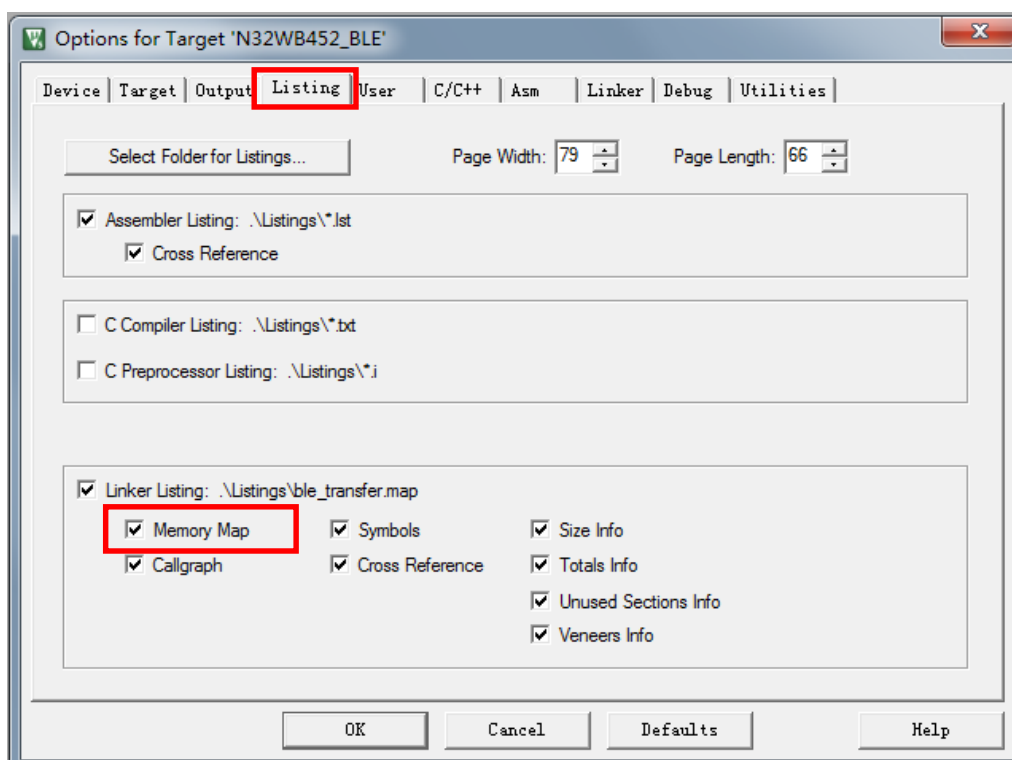 Options for Target 'N32WB452_BLE'
Device Target Output Listing User C/C++ Asm Linker Debug Utilities
Select Folder for Listings... Page Width: 79 Page Length: 66
Assembler Listing: .\Listings\*.lst
Cross Reference
C Compiler Listing: .\Listings\*.txt
C Preprocessor Listing: .\Listings\*.i
Linker Listing: .\Listings\ble_transfer.map
Memory Map Symbols Size Info
Callgraph Cross Reference Totals Info
Unused Sections Info
Veneers Info
OK Cancel Defaults Help